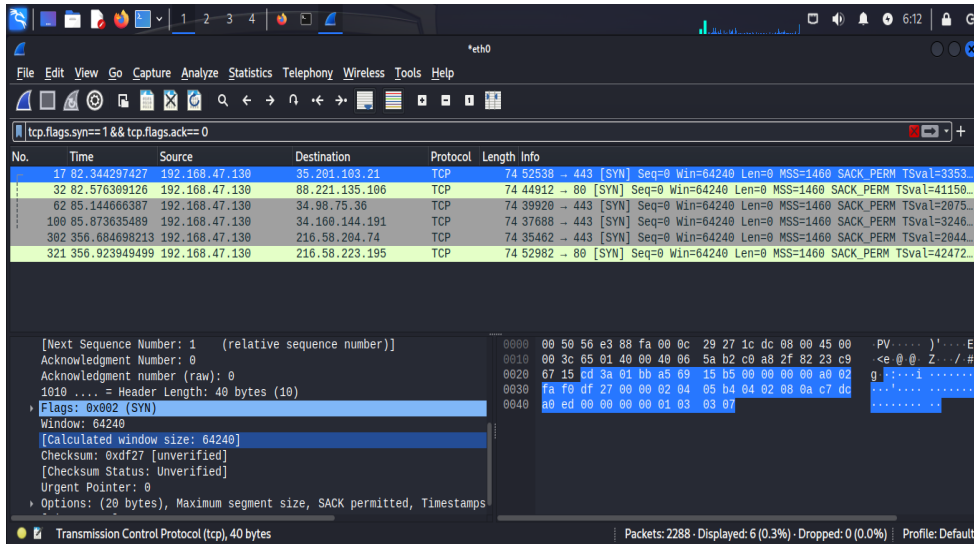 1 2 3 4 6:12
*eth0
File Edit View Go Capture Analyze Statistics Telephony Wireless Tools Help
tcp.flags.syn== 1 && tcp.flags.ack== 0
No. Time Source Destination Protocol Length Info
17 82.344297427 192.168.47.130 35.201.103.21 TCP 74 52538 → 443 [SYN] Seq=0 Win=64240 Len=0 MSS=1460 SACK_PERM TSval=3353…
32 82.576309126 192.168.47.130 88.221.135.106 TCP 74 44912 → 80 [SYN] Seq=0 Win=64240 Len=0 MSS=1460 SACK_PERM TSval=41150…
62 85.144666387 192.168.47.130 34.98.75.36 TCP 74 39920 → 443 [SYN] Seq=0 Win=64240 Len=0 MSS=1460 SACK_PERM TSval=2075…
100 85.873635489 192.168.47.130 34.160.144.191 TCP 74 37688 → 443 [SYN] Seq=0 Win=64240 Len=0 MSS=1460 SACK_PERM TSval=3246…
302 356.684698213 192.168.47.130 216.58.204.74 TCP 74 35462 → 443 [SYN] Seq=0 Win=64240 Len=0 MSS=1460 SACK_PERM TSval=2044…
321 356.923949499 192.168.47.130 216.58.223.195 TCP 74 52982 → 80 [SYN] Seq=0 Win=64240 Len=0 MSS=1460 SACK_PERM TSval=42472…
[Next Sequence Number: 1 (relative sequence number)]
Acknowledgment Number: 0
Acknowledgment number (raw): 0
1010 .... = Header Length: 40 bytes (10)
Flags: 0x002 (SYN)
Window: 64240
[Calculated window size: 64240]
Checksum: 0xdf27 [unverified]
[Checksum Status: Unverified]
Urgent Pointer: 0
Options: (20 bytes), Maximum segment size, SACK permitted, Timestamps
0000 00 50 56 e3 88 fa 00 0c 29 27 1c dc 08 00 45 00 ·PV····· )'····E
0010 00 3c 65 01 40 00 40 06 5a b2 c0 a8 2f 82 23 c9 ·<e·@·@· Z···/·#
0020 67 15 cd 3a 01 bb a5 69 15 b5 00 00 00 00 a0 02 g··:···i ········
0030 fa f0 df 27 00 00 02 04 05 b4 04 02 08 0a c7 dc ···'···· ········
0040 a0 ed 00 00 00 00 01 03 03 07 ········ ··
Transmission Control Protocol (tcp), 40 bytes Packets: 2288 · Displayed: 6 (0.3%) · Dropped: 0 (0.0%) Profile: Default